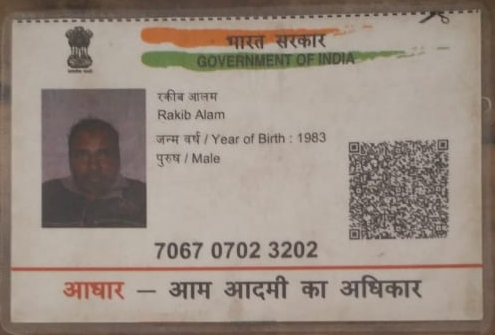 भारत सरकार
GOVERNMENT OF INDIA
रकीब आलम
Rakib Alam
जन्म वर्ष / Year of Birth : 1983
पुरुष / Male
7067 0702 3202
आधार – आम आदमी का अधिकार